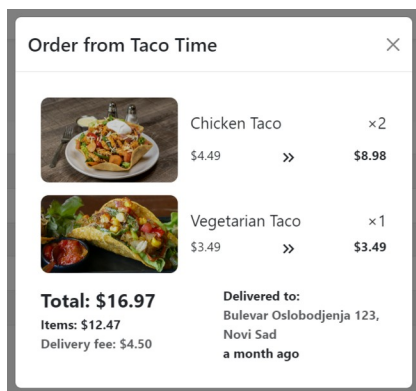 Order from Taco Time
Chicken Taco ×2
$4.49 » $8.98
Vegetarian Taco ×1
$3.49 » $3.49
Total: $16.97
Items: $12.47
Delivery fee: $4.50
Delivered to:
Bulevar Oslobodjenja 123,
Novi Sad
a month ago